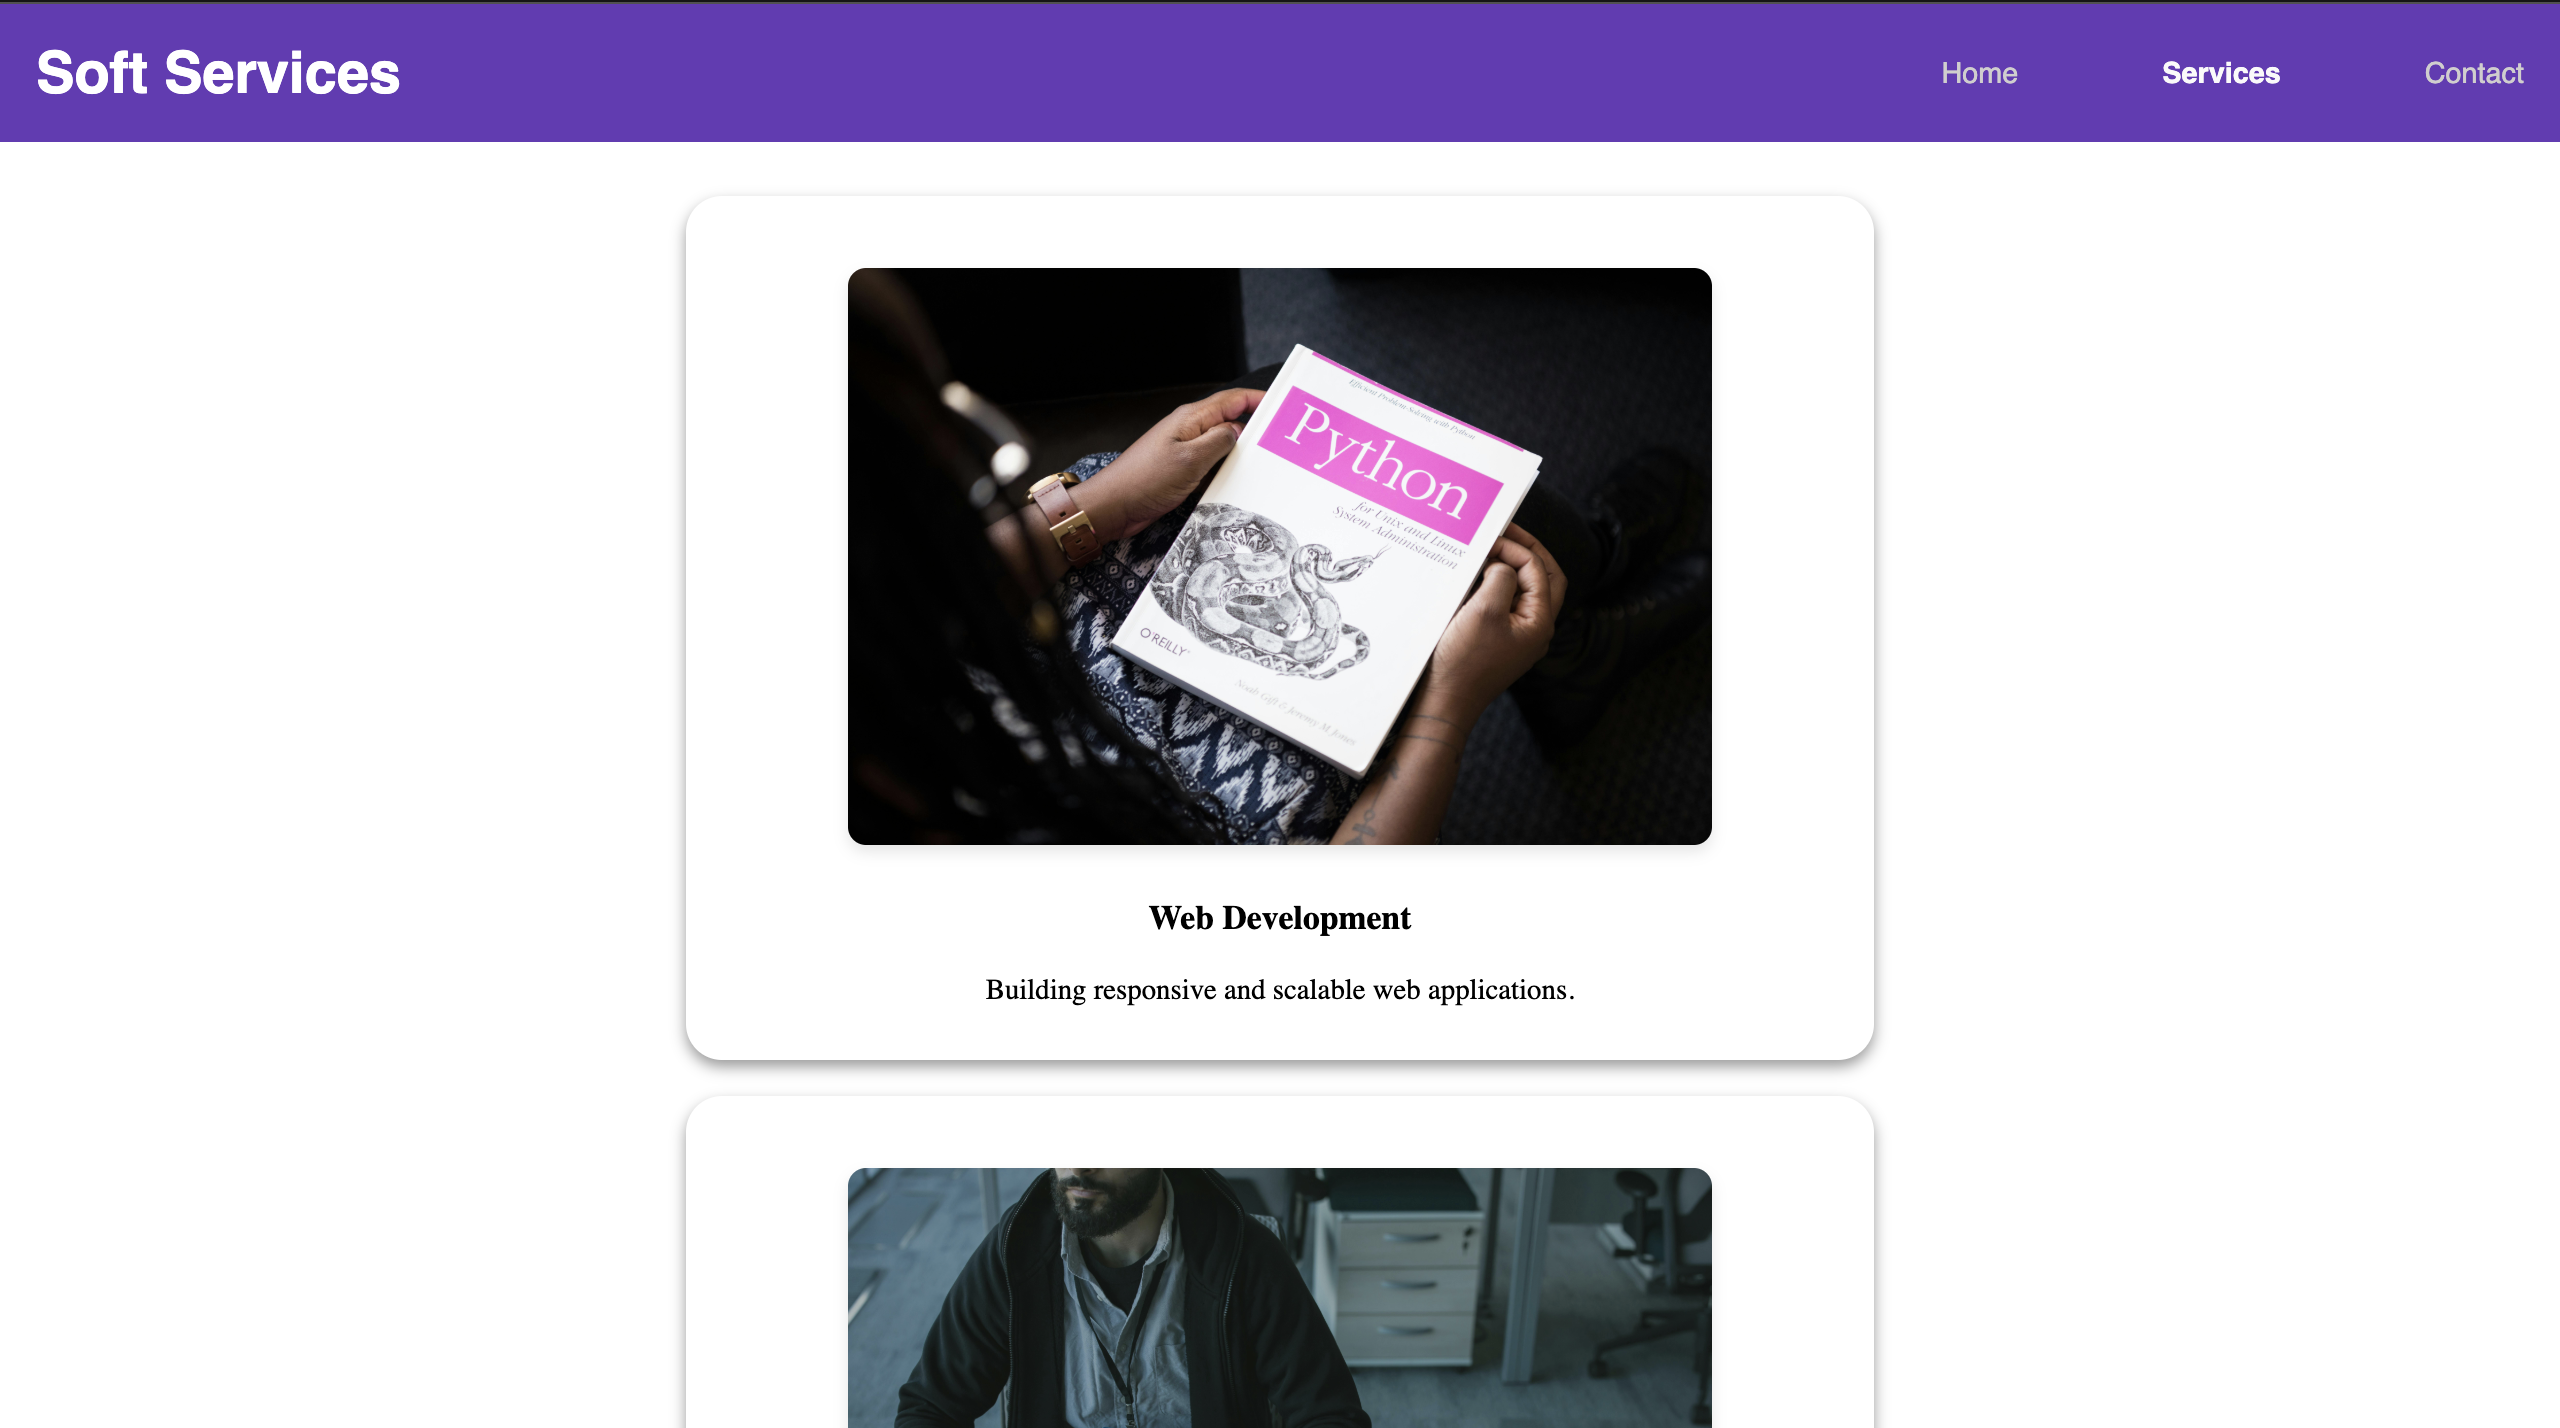 Soft Services
Home Services Contact
Efficient Problem Solving with Python
Python
for Unix and Linux
System Administration
O'REILLY®
Noah Gift & Jeremy M. Jones
Web Development
Building responsive and scalable web applications.